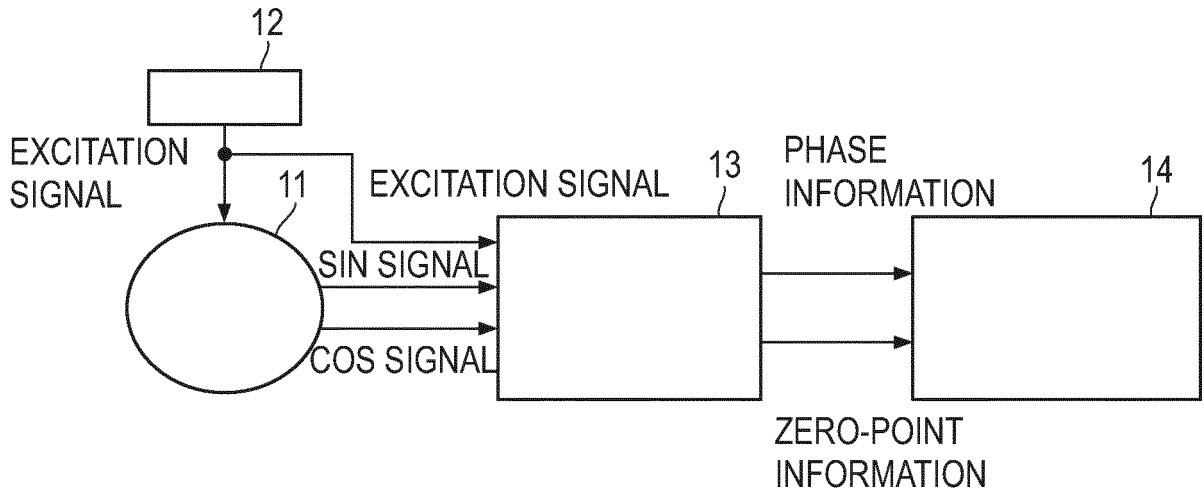 12
EXCITATION
SIGNAL
11
EXCITATION SIGNAL
SIN SIGNAL
COS SIGNAL
13
PHASE
INFORMATION
14
ZERO-POINT
INFORMATION